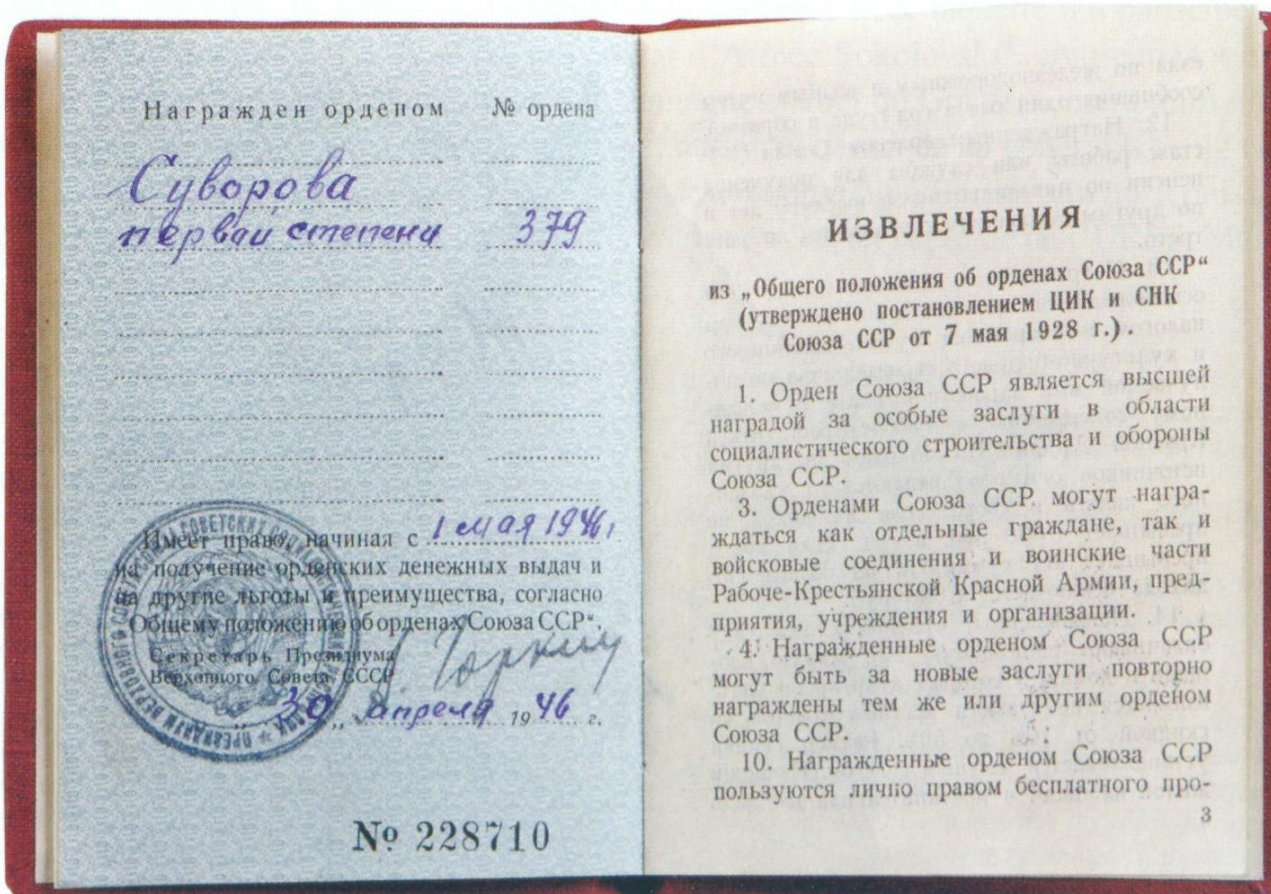 Награжден орденом № ордена
Суворова
первой степени 379
Имеет право, начиная с 1 мая 1946 г
на получение орденских денежных выдач и
на другие льготы и преимущества, согласно
"Общему положению об орденах Союза ССР".
Секретарь Президиума
Верховного Совета СССР
А. Горкин
"30" апреля 1946 г.
№ 228710
ИЗВЛЕЧЕНИЯ
из „Общего положения об орденах Союза ССР“
(утверждено постановлением ЦИК и СНК
Союза ССР от 7 мая 1928 г.).
1. Орден Союза ССР является высшей
наградой за особые заслуги в области
социалистического строительства и обороны
Союза ССР.
3. Орденами Союза ССР могут награ-
ждаться как отдельные граждане, так и
войсковые соединения и воинские части
Рабоче-Крестьянской Красной Армии, пред-
приятия, учреждения и организации.
4. Награжденные орденом Союза ССР
могут быть за новые заслуги повторно
награждены тем же или другим орденом
Союза ССР.
10. Награжденные орденом Союза ССР
пользуются лично правом бесплатного про-
3